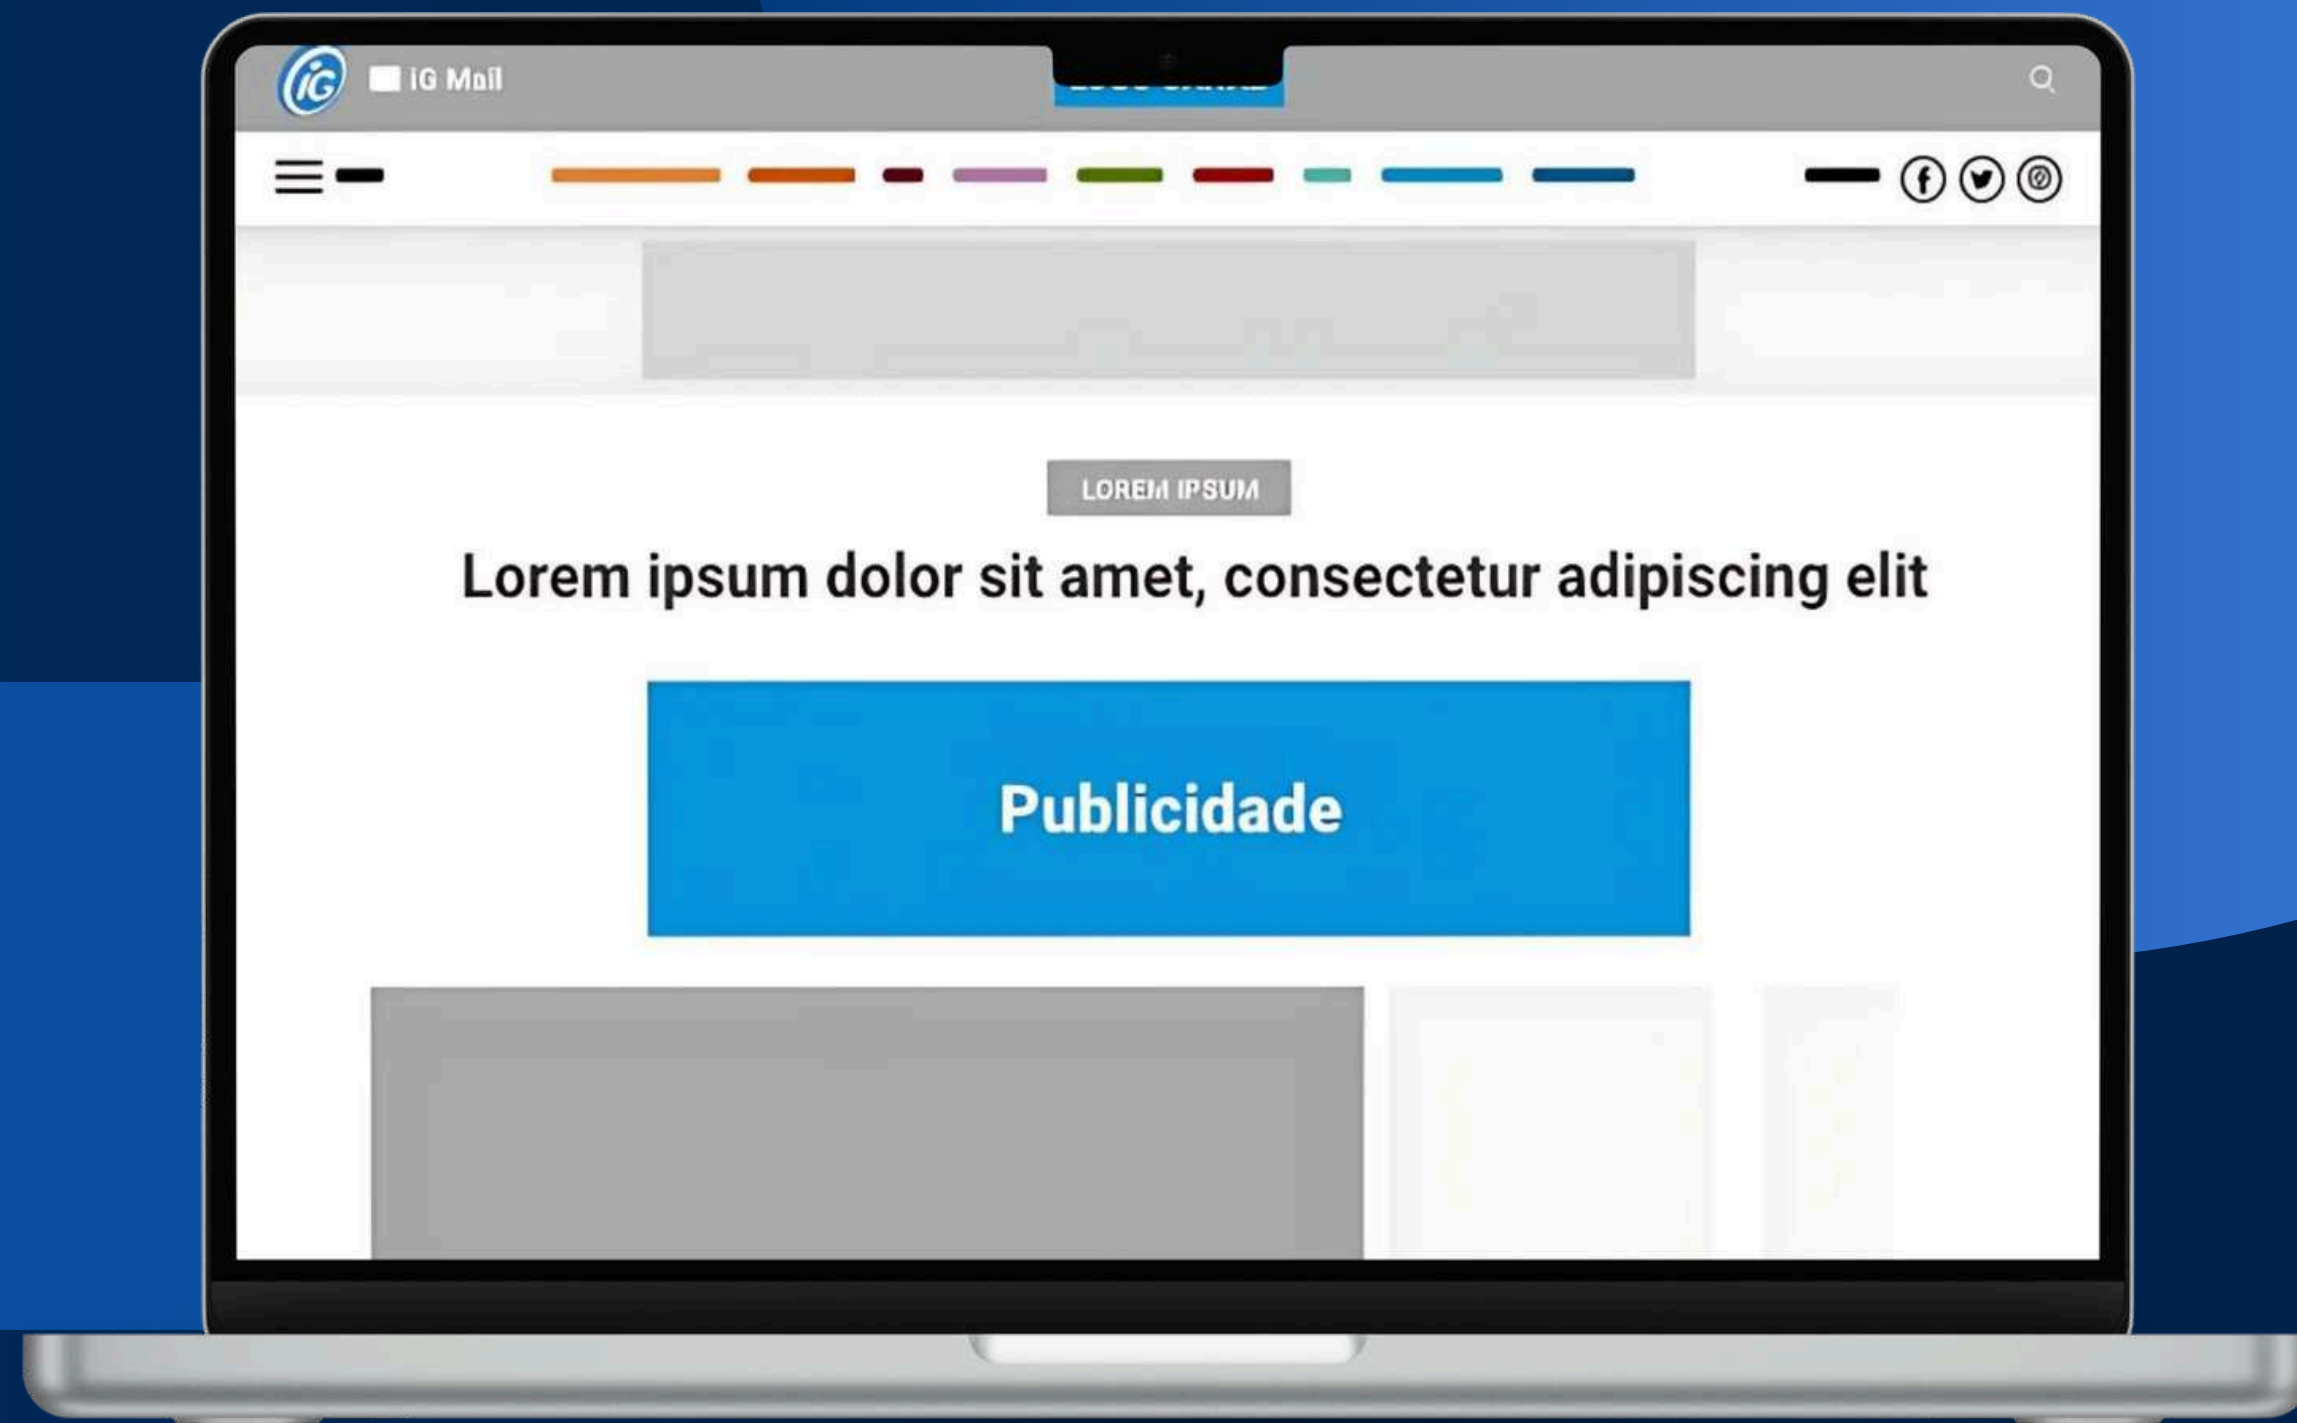 iG
iG Mail
LOREM IPSUM
Lorem ipsum dolor sit amet, consectetur adipiscing elit
Publicidade